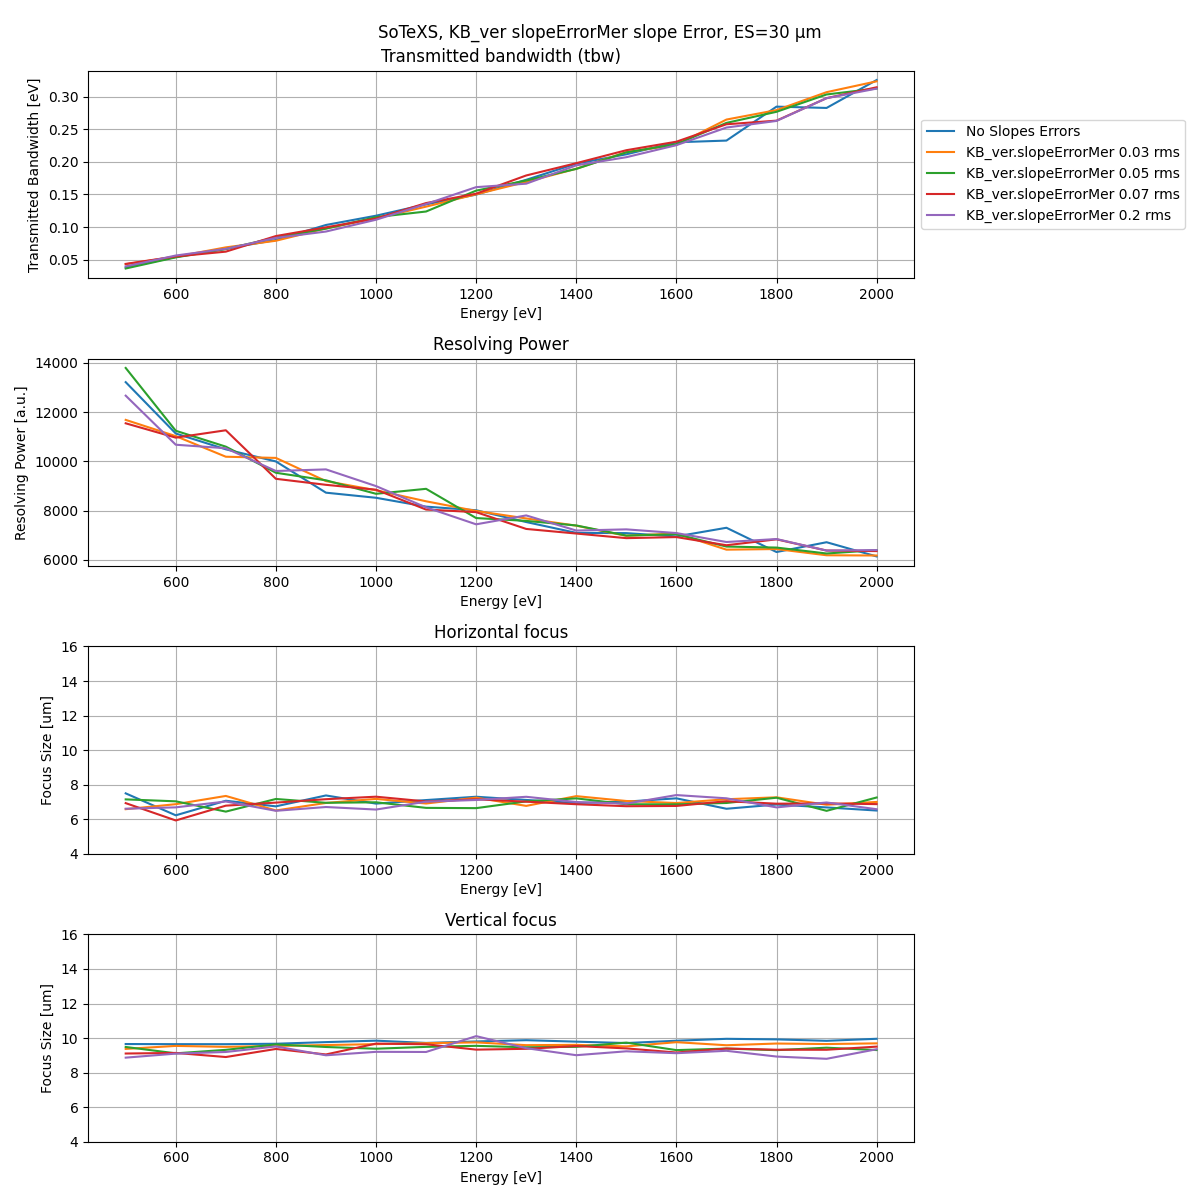 SoTeXS, KB_ver slopeErrorMer slope Error, ES=30 μm
Transmitted bandwidth (tbw)
Transmitted Bandwidth [eV]
0.30
0.25
0.20
0.15
0.10
0.05
600 800 1000 1200 1400 1600 1800 2000
Energy [eV]
No Slopes Errors
KB_ver.slopeErrorMer 0.03 rms
KB_ver.slopeErrorMer 0.05 rms
KB_ver.slopeErrorMer 0.07 rms
KB_ver.slopeErrorMer 0.2 rms
Resolving Power
Resolving Power [a.u.]
14000
12000
10000
8000
6000
600 800 1000 1200 1400 1600 1800 2000
Energy [eV]
Horizontal focus
Focus Size [um]
16
14
12
10
8
6
4
600 800 1000 1200 1400 1600 1800 2000
Energy [eV]
Vertical focus
Focus Size [um]
16
14
12
10
8
6
4
600 800 1000 1200 1400 1600 1800 2000
Energy [eV]